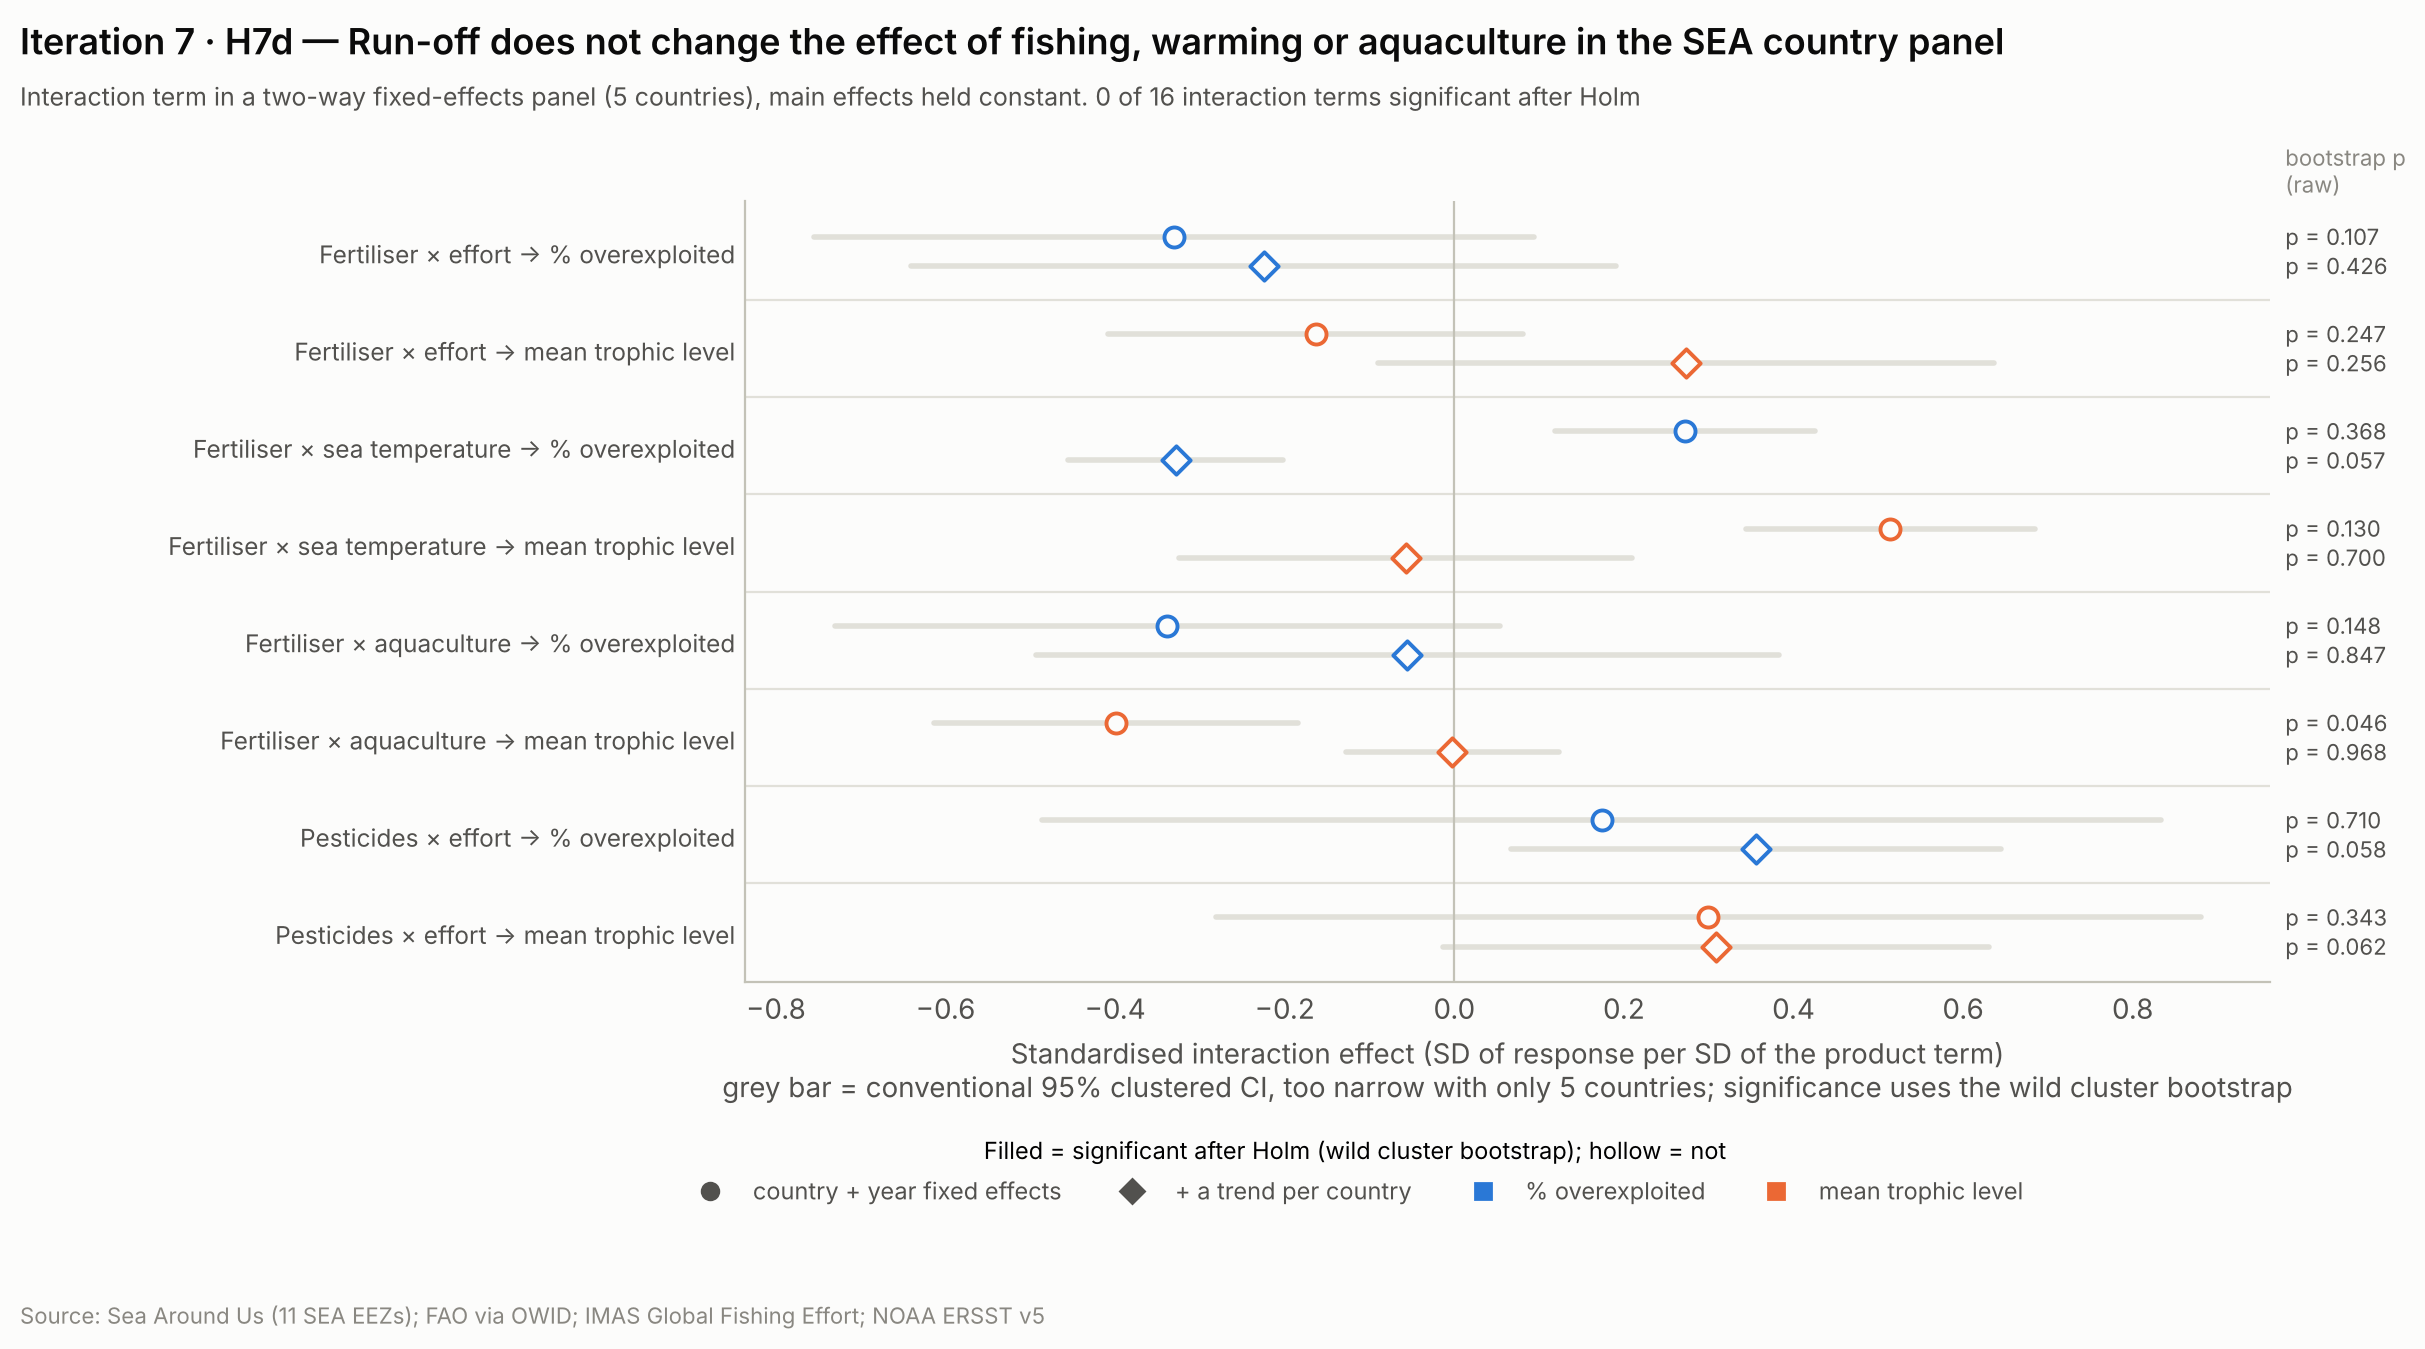 Iteration 7 · H7d — Run-off does not change the effect of fishing, warming or aquaculture in the SEA country panel
Interaction term in a two-way fixed-effects panel (5 countries), main effects held constant. 0 of 16 interaction terms significant after Holm
bootstrap p
(raw)
Fertiliser × effort → % overexploited
p = 0.107
p = 0.426
Fertiliser × effort → mean trophic level
p = 0.247
p = 0.256
Fertiliser × sea temperature → % overexploited
p = 0.368
p = 0.057
Fertiliser × sea temperature → mean trophic level
p = 0.130
p = 0.700
Fertiliser × aquaculture → % overexploited
p = 0.148
p = 0.847
Fertiliser × aquaculture → mean trophic level
p = 0.046
p = 0.968
Pesticides × effort → % overexploited
p = 0.710
p = 0.058
Pesticides × effort → mean trophic level
p = 0.343
p = 0.062
−0.8 −0.6 −0.4 −0.2 0.0 0.2 0.4 0.6 0.8
Standardised interaction effect (SD of response per SD of the product term)
grey bar = conventional 95% clustered CI, too narrow with only 5 countries; significance uses the wild cluster bootstrap
Filled = significant after Holm (wild cluster bootstrap); hollow = not
country + year fixed effects + a trend per country % overexploited mean trophic level
Source: Sea Around Us (11 SEA EEZs); FAO via OWID; IMAS Global Fishing Effort; NOAA ERSST v5